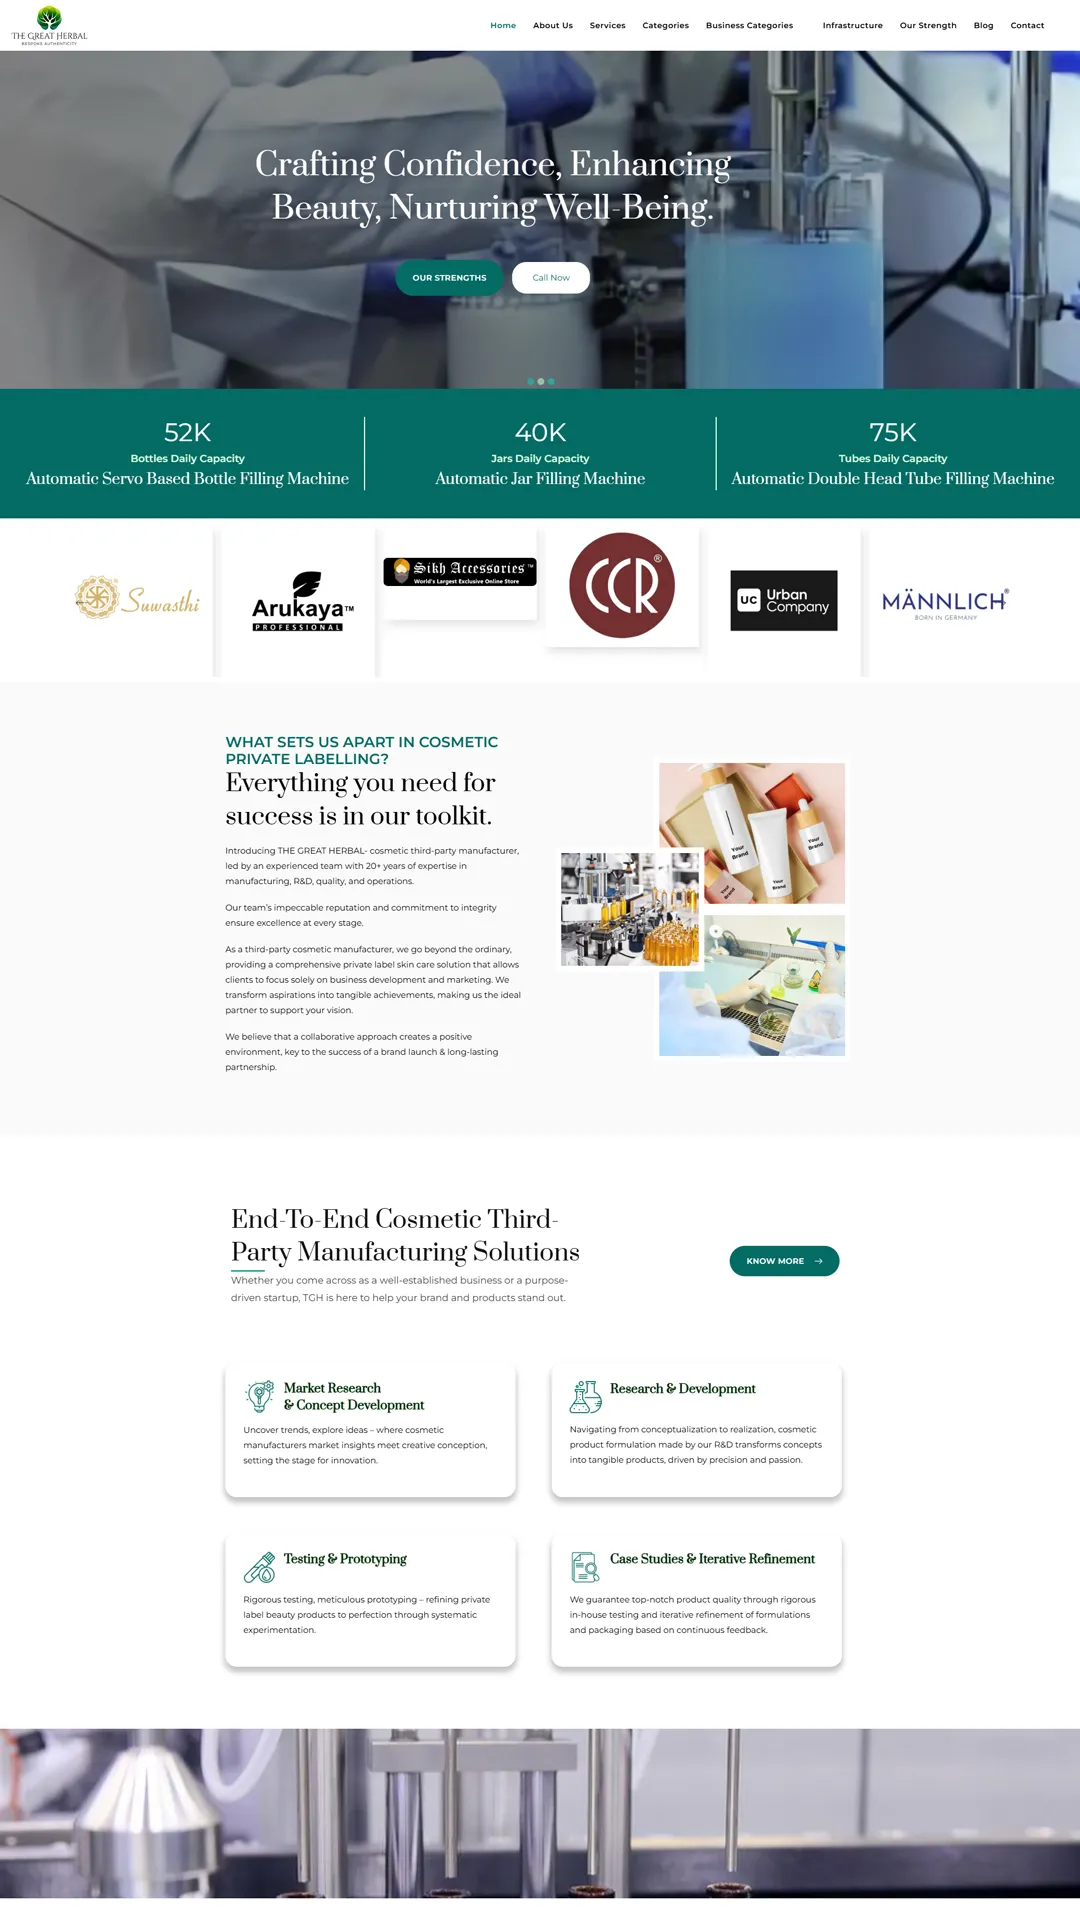 THE GREAT HERBAL
BESPOKE AUTHENTICITY
Home About Us Services Categories Business Categories Infrastructure Our Strength Blog Contact
Crafting Confidence, Enhancing
Beauty, Nurturing Well-Being.
OUR STRENGTHS Call Now
52K
Bottles Daily Capacity
Automatic Servo Based Bottle Filling Machine
40K
Jars Daily Capacity
Automatic Jar Filling Machine
75K
Tubes Daily Capacity
Automatic Double Head Tube Filling Machine
Suwasthi
Arukaya™
PROFESSIONAL
Sikh Accessories™
World's Largest Exclusive Online Store
CCR®
UC Urban
Company
MÄNNLICH®
BORN IN GERMANY
WHAT SETS US APART IN COSMETIC
PRIVATE LABELLING?
Everything you need for
success is in our toolkit.
Introducing THE GREAT HERBAL- cosmetic third-party manufacturer,
led by an experienced team with 20+ years of expertise in
manufacturing, R&D, quality, and operations.
Our team's impeccable reputation and commitment to integrity
ensure excellence at every stage.
As a third-party cosmetic manufacturer, we go beyond the ordinary,
providing a comprehensive private label skin care solution that allows
clients to focus solely on business development and marketing. We
transform aspirations into tangible achievements, making us the ideal
partner to support your vision.
We believe that a collaborative approach creates a positive
environment, key to the success of a brand launch & long-lasting
partnership.
Your
Brand
Your
Brand
Your
Brand
Your
Brand
End-To-End Cosmetic Third-
Party Manufacturing Solutions
Whether you come across as a well-established business or a purpose-
driven startup, TGH is here to help your brand and products stand out.
KNOW MORE →
Market Research
& Concept Development
Uncover trends, explore ideas – where cosmetic
manufacturers market insights meet creative conception,
setting the stage for innovation.
Research & Development
Navigating from conceptualization to realization, cosmetic
product formulation made by our R&D transforms concepts
into tangible products, driven by precision and passion.
Testing & Prototyping
Rigorous testing, meticulous prototyping – refining private
label beauty products to perfection through systematic
experimentation.
Case Studies & Iterative Refinement
We guarantee top-notch product quality through rigorous
in-house testing and iterative refinement of formulations
and packaging based on continuous feedback.